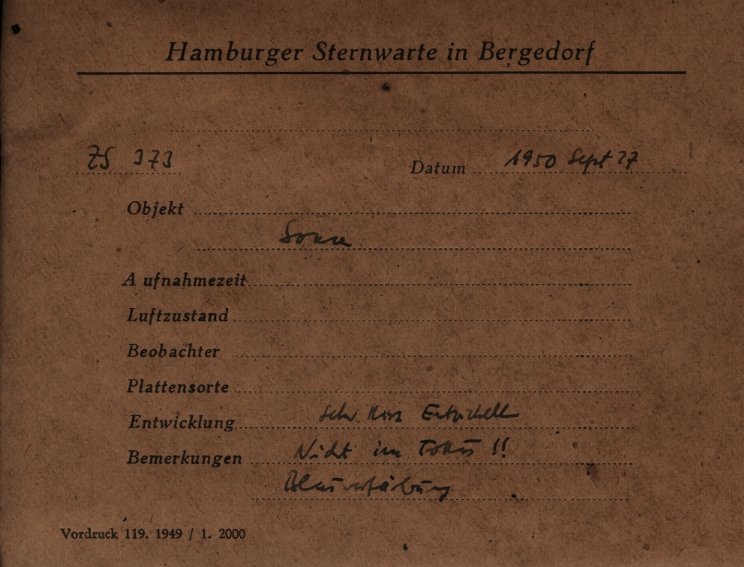 Hamburger Sternwarte in Bergedorf
ZS 373 Datum 1950 Sept 27
Objekt
Sonne
Aufnahmezeit
Luftzustand
Beobachter
Plattensorte
Entwicklung sehr kurz Entwickelt
Bemerkungen Nicht im Fokus !!
Vordruck 119. 1949 / 1. 2000